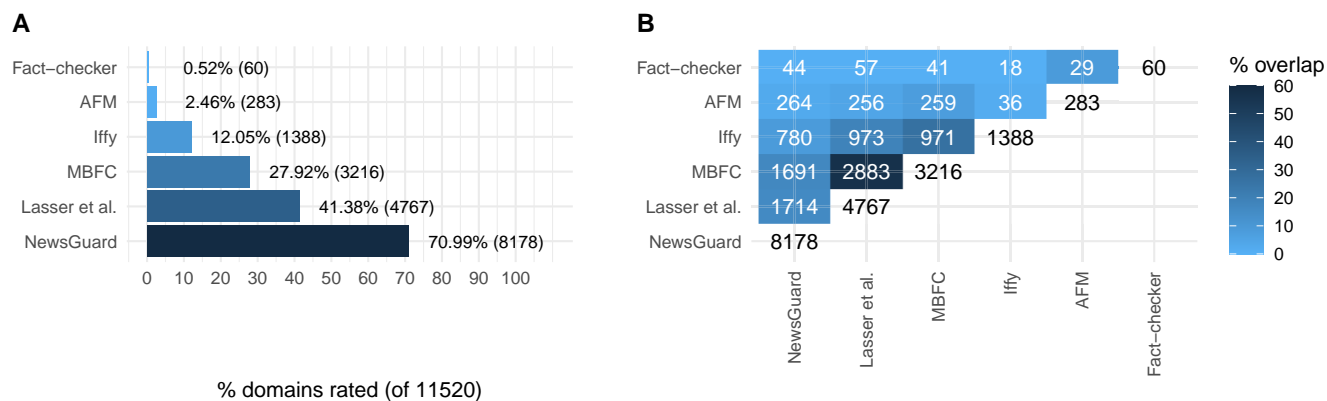 A
Fact−checker 0.52% (60)
AFM 2.46% (283)
Iffy 12.05% (1388)
MBFC 27.92% (3216)
Lasser et al. 41.38% (4767)
NewsGuard 70.99% (8178)
0 10 20 30 40 50 60 70 80 90 100
% domains rated (of 11520)
B
Fact−checker 44 57 41 18 29 60
AFM 264 256 259 36 283
Iffy 780 973 971 1388
MBFC 1691 2883 3216
Lasser et al. 1714 4767
NewsGuard 8178
NewsGuard
Lasser et al.
MBFC
Iffy
AFM
Fact−checker
% overlap
60
50
40
30
20
10
0